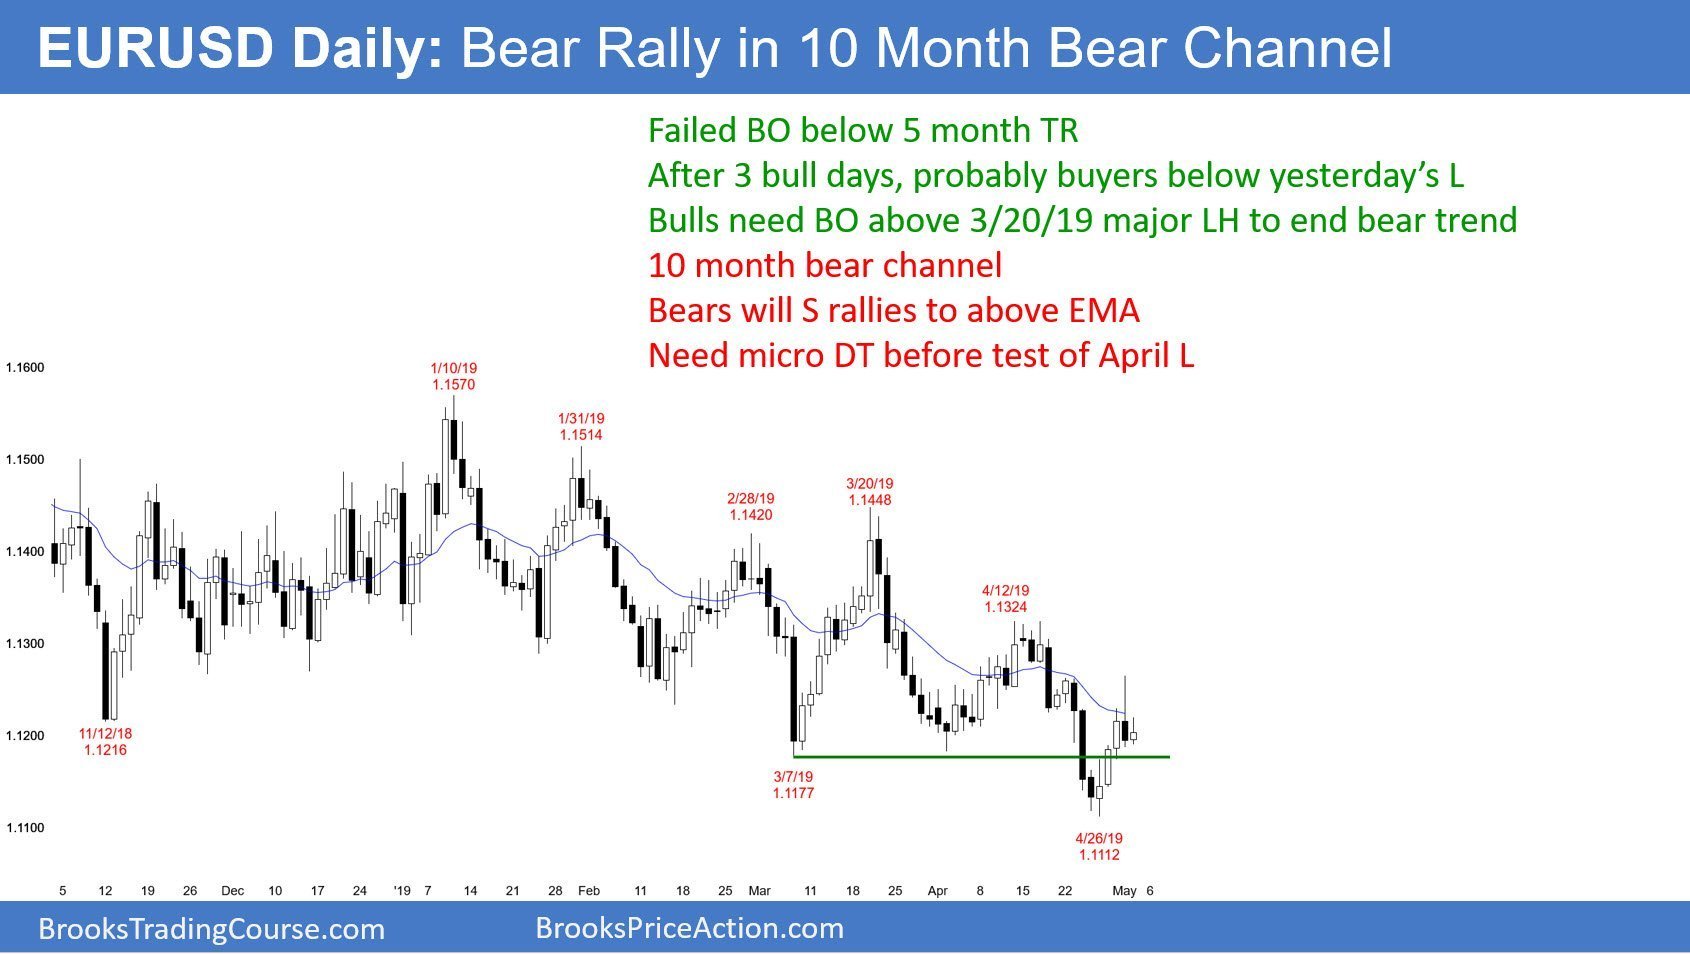 EURUSD Daily: Bear Rally in 10 Month Bear Channel
Failed BO below 5 month TR
After 3 bull days, probably buyers below yesterday’s L
Bulls need BO above 3/20/19 major LH to end bear trend
10 month bear channel
Bears will S rallies to above EMA
Need micro DT before test of April L
1.1600
1/10/19
1.1570
1/31/19
1.1514
1.1500
3/20/19
1.1448
2/28/19
1.1420
1.1400
4/12/19
1.1324
1.1300
11/12/18
1.1216
1.1200
3/7/19
1.1177
1.1100
4/26/19
1.1112
5 12 19 26 Dec 10 17 24 '19 7 14 21 28 Feb 11 18 25 Mar 11 18 25 Apr 8 15 22 May 6
BrooksTradingCourse.com BrooksPriceAction.com